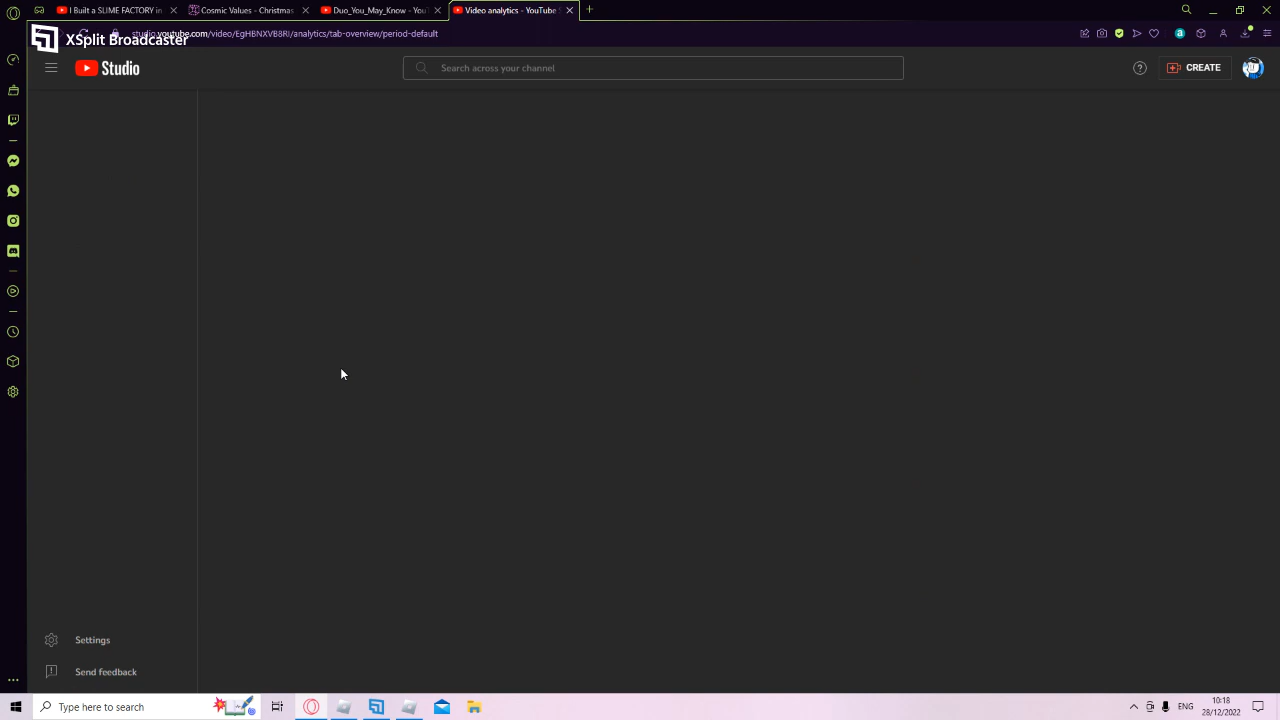 I Built a SLIME FACTORY in
Cosmic Values - Christmas
Duo_You_May_Know - YouT
Video analytics - YouTube S
XSplit Broadcaster
studio.youtube.com/video/EgHBNXVB8RI/analytics/tab-overview/period-default
Studio
Search across your channel
CREATE
Settings
Send feedback
Type here to search
ENG
10:18
28/12/2022